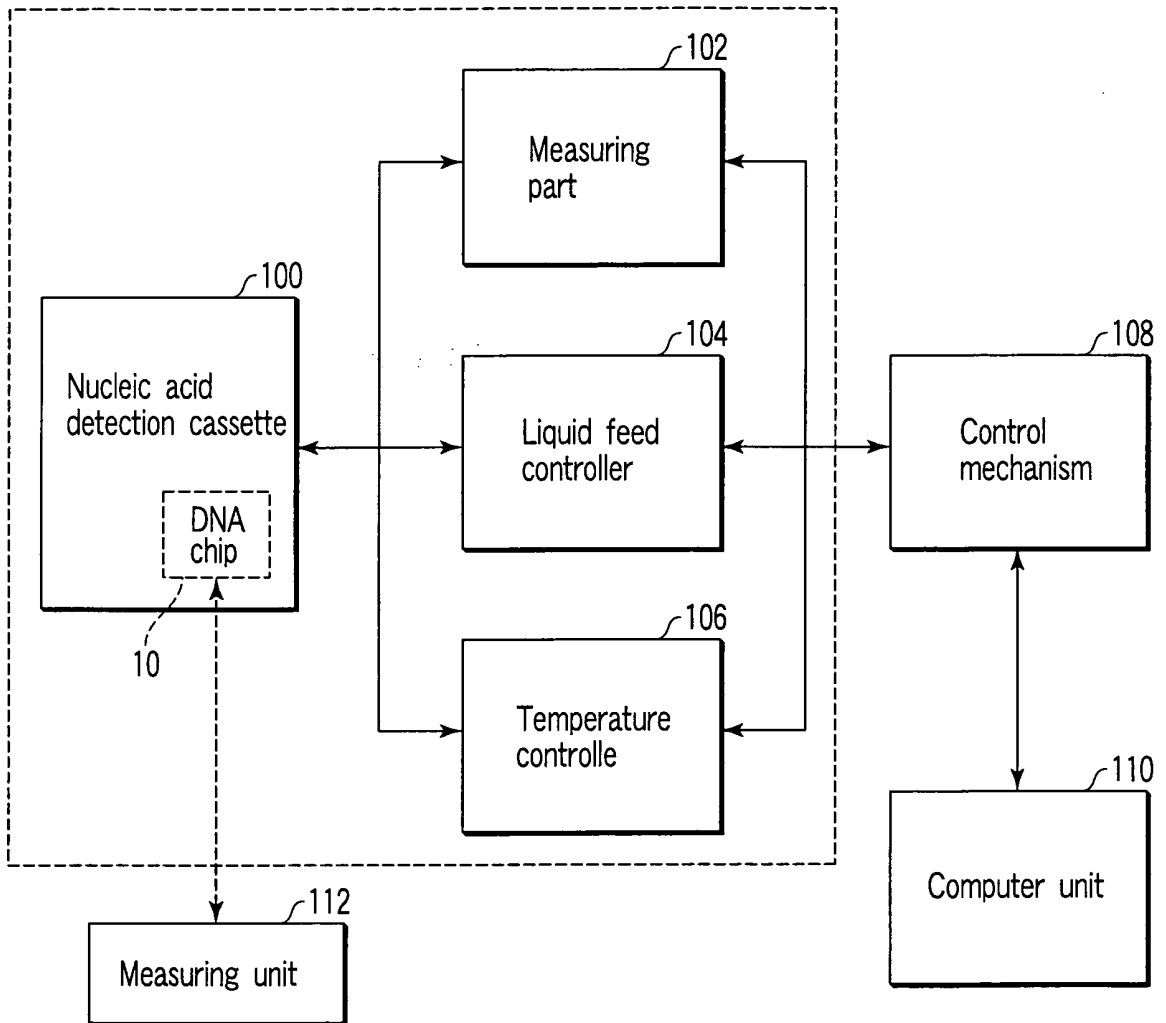 102
Measuring
part
100
Nucleic acid
detection cassette
DNA
chip
10
104
Liquid feed
controller
108
Control
mechanism
106
Temperature
controlle
110
Computer unit
112
Measuring unit